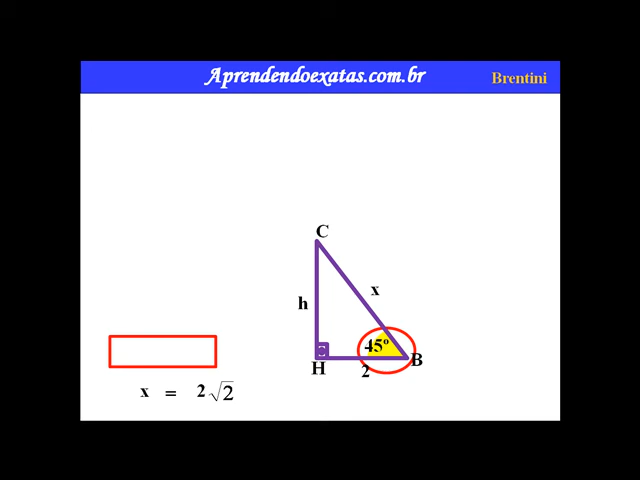 Aprendendoexatas.com.br
Brentini
C
h
x
45º
H
2
B
x = 2√2